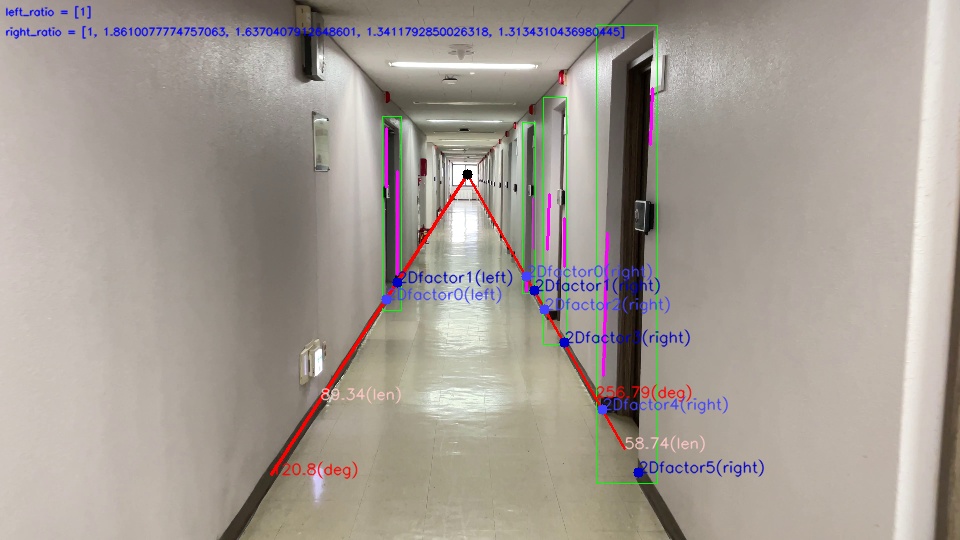 left_ratio = [1]
right_ratio = [1, 1.8610077774757063, 1.6370407912648601, 1.3411792850026318, 1.3134310436980445]
2Dfactor0(right)
2Dfactor1(left)
2Dfactor1(right)
2Dfactor0(left)
2Dfactor2(right)
2Dfactor3(right)
256.79(deg)
89.34(len)
2Dfactor4(right)
58.74(len)
20.8(deg)
2Dfactor5(right)